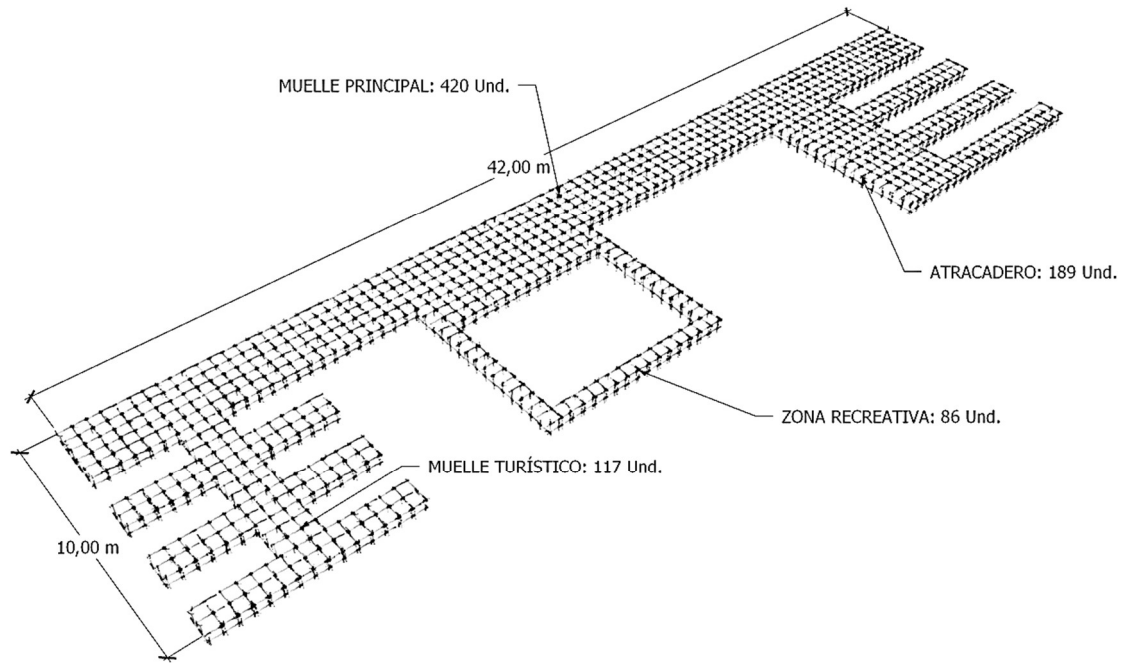 MUELLE PRINCIPAL: 420 Und.
42,00 m
ATRACADERO: 189 Und.
ZONA RECREATIVA: 86 Und.
MUELLE TURÍSTICO: 117 Und.
10,00 m